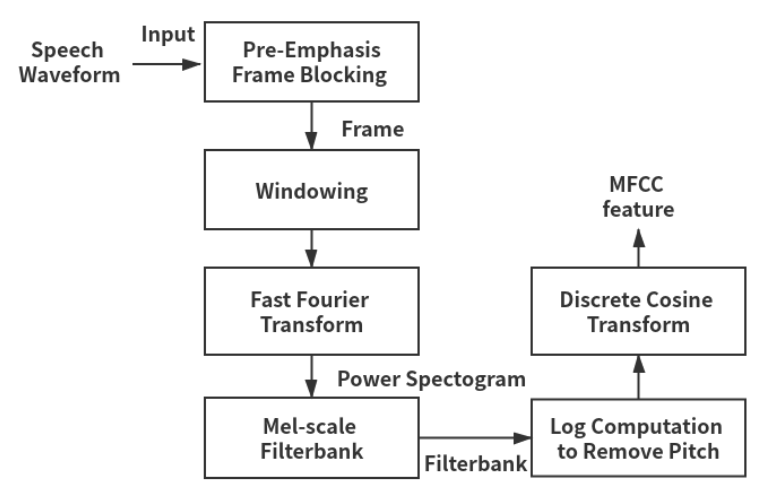 Speech
Waveform
Input
Pre-Emphasis
Frame Blocking
Frame
Windowing
Fast Fourier
Transform
Power Spectogram
Mel-scale
Filterbank
Filterbank
Log Computation
to Remove Pitch
Discrete Cosine
Transform
MFCC
feature